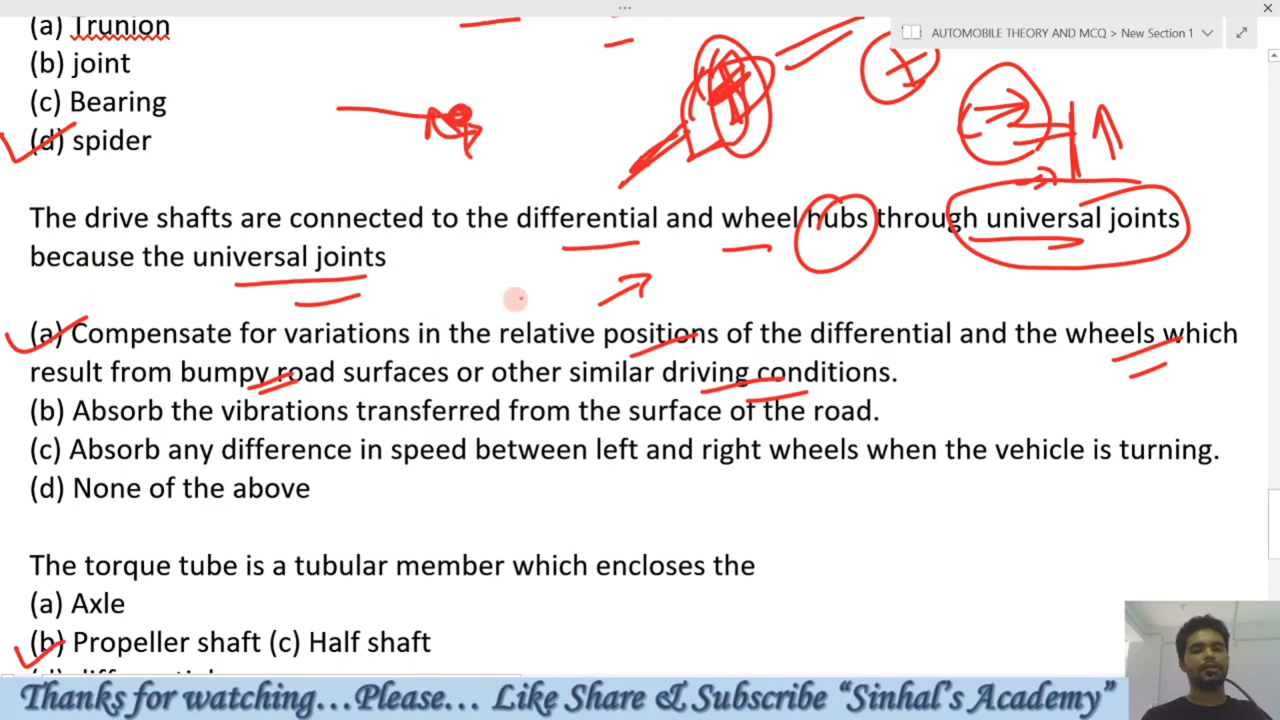 ...
AUTOMOBILE THEORY AND MCQ > New Section 1
(a) Trunion
(b) joint
(c) Bearing
(d) spider
The drive shafts are connected to the differential and wheel hubs through universal joints
because the universal joints
(a) Compensate for variations in the relative positions of the differential and the wheels which
result from bumpy road surfaces or other similar driving conditions.
(b) Absorb the vibrations transferred from the surface of the road.
(c) Absorb any difference in speed between left and right wheels when the vehicle is turning.
(d) None of the above
The torque tube is a tubular member which encloses the
(a) Axle
(b) Propeller shaft (c) Half shaft
Thanks for watching...Please... Like Share & Subscribe “Sinhal's Academy”